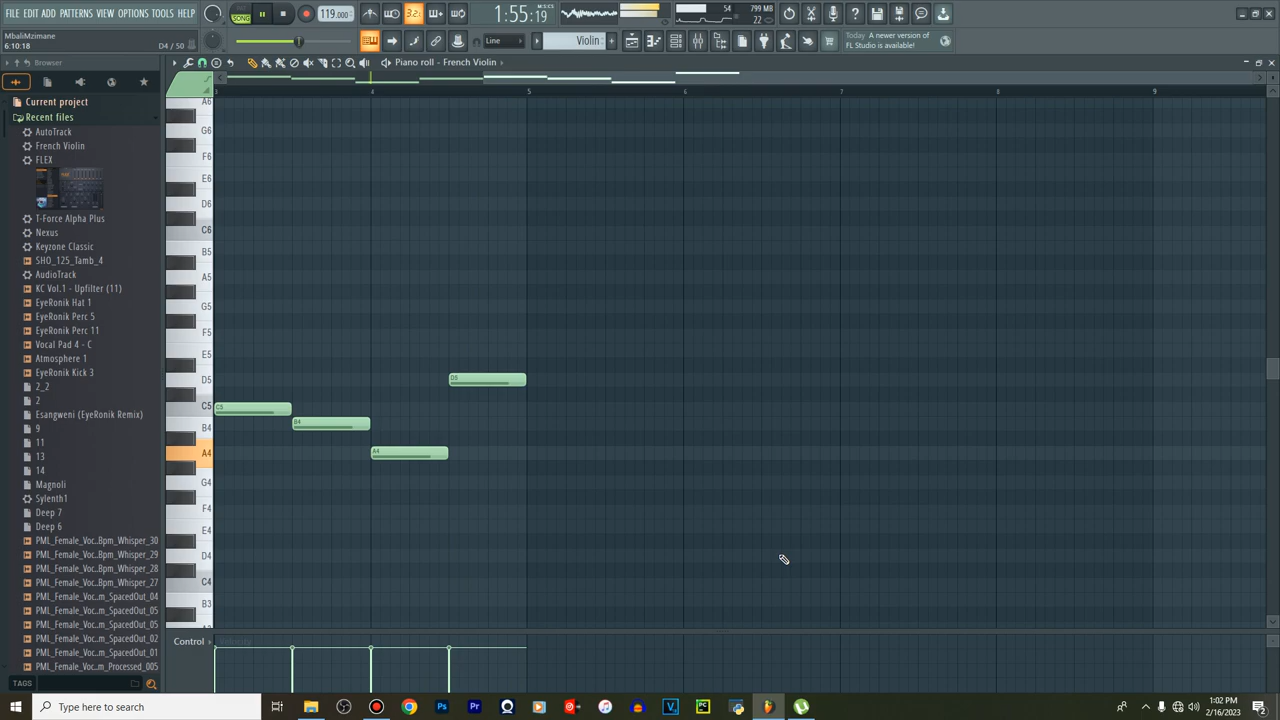 FILE EDIT ADD PATTERNS VIEW OPTIONS TOOLS HELP
SONG
119.000
3.2.
1:55:19
54
799 MB
22
MbaliMzimane
6:10:18
D4 / 50
Line
Violin
Today
A newer version of
FL Studio is available!
Browser
Piano roll - French Violin
3 4 5 6 7 8 9
Current project
Recent files
AutoTrack
French Violin
FLEX
T-Force Alpha Plus
Nexus
Keyzone Classic
SHO_125_Tamb_4
AudioTrack
KC Vol.1 - Upfilter (11)
EyeRonik Hat 1
EyeRonik Perc 5
EyeRonik Perc 11
Vocal Pad 4 - C
Atmosphere 1
EyeRonik Kick 3
2_2
2
Esangweni (EyeRonik Remix)
9
11
13
14
Magnoli
Sylenth1
Deep 7
Deep 6
PML_Female_Voc.Bpm_Whisper_30
PML_Female_Voc.Bpm_Whisper_29
PML_Female_Voc.Bpm_Whisper_28
PML_Female_Voc.Bpm_Whisper_27
PML_Female_Voc.m_SpacedOut_04
PML_Female_Voc.m_SpacedOut_05
PML_Female_Voc.m_SpacedOut_06
PML_Female_Voc.m_SpacedOut_02
PML_Female_Voc.m_SpacedOut_01
PML_Female_Voc.m_Processed_005
TAGS
A6
G6
F6
E6
D6
C6
B5
A5
G5
F5
E5
D5
C5
B4
A4
G4
F4
E4
D4
C4
B3
D5
C5
B4
A4
Control
Velocity
Type here to search
1:02 PM
2/16/2023